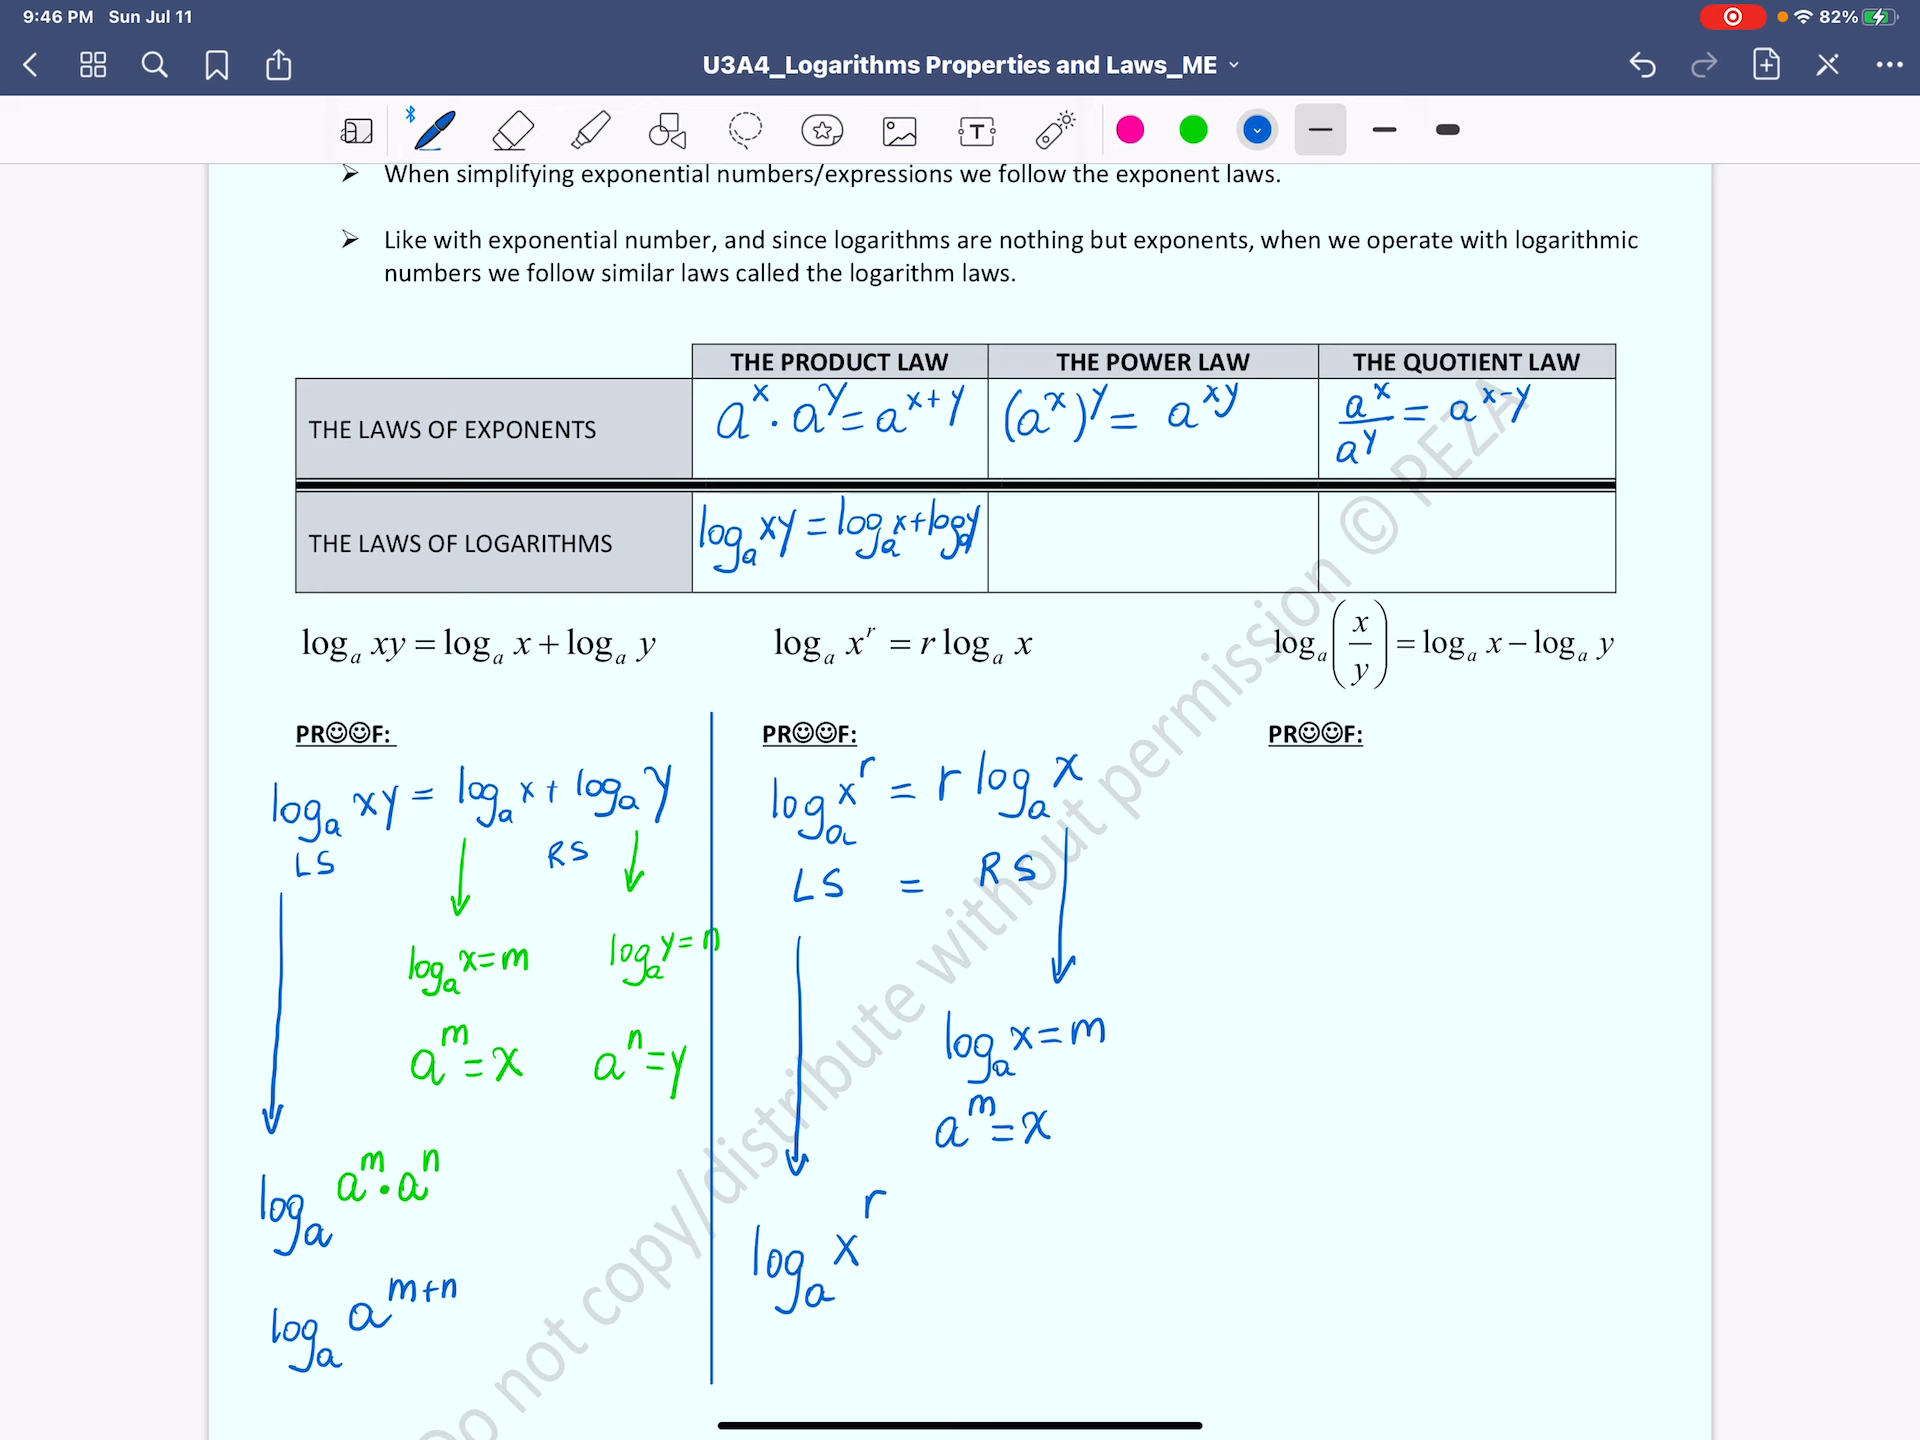 9:46 PM Sun Jul 11
82%
U3A4_Logarithms Properties and Laws_ME
➢ When simplifying exponential numbers/expressions we follow the exponent laws.
➢ Like with exponential number, and since logarithms are nothing but exponents, when we operate with logarithmic
numbers we follow similar laws called the logarithm laws.
THE PRODUCT LAW THE POWER LAW THE QUOTIENT LAW
THE LAWS OF EXPONENTS a^x · a^y = a^{x+y} (a^x)^y = a^{xy} a^x/a^y = a^{x-y}
THE LAWS OF LOGARITHMS log_a xy = log_a x + log_a y
log_a xy = log_a x + log_a y log_a x^r = r log_a x log_a (x/y) = log_a x − log_a y
PR☺☺F: PR☺☺F: PR☺☺F:
log_a xy = log_a x + log_a y
LS RS
log_a x = m log_a y = n
a^m = x a^n = y
log_a a^m · a^n
log_a a^{m+n}
log_a x^r = r log_a x
LS = RS
log_a x = m
a^m = x
log_a x^r
Do not copy/distribute without permission © PEZA